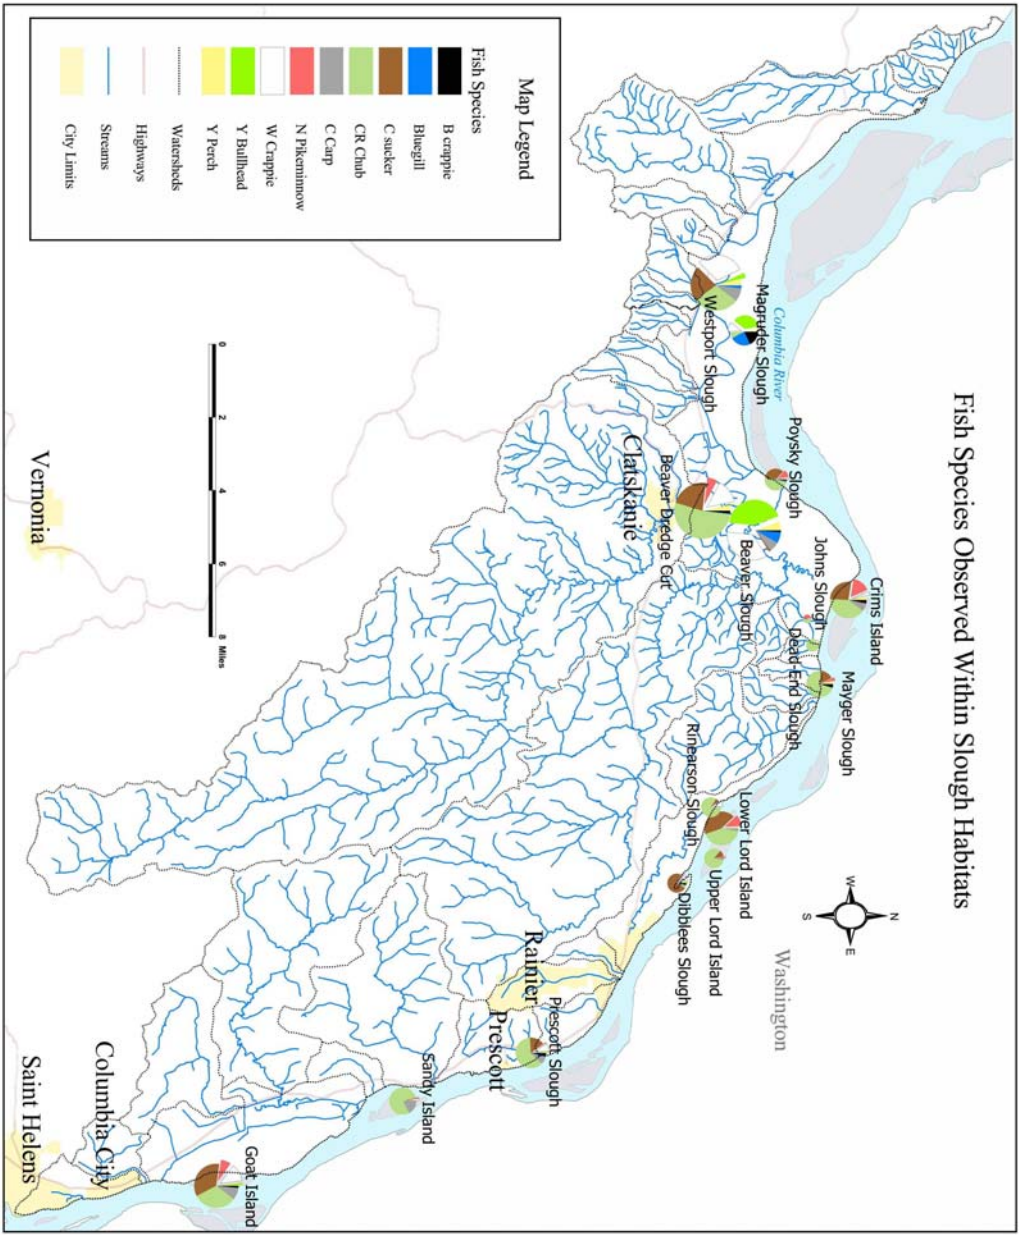 Fish Species Observed Within Slough Habitats
Map Legend
Fish Species
B crappie
Bluegill
C sucker
CR Chub
C Carp
N Pikeminnow
W Crappie
Y Bullhead
Y Perch
Watersheds
Highways
Streams
City Limits
0 2 4 6 8 Miles
N
W
E
S
Washington
Columbia River
Magruder Slough
Westport Slough
Poysky Slough
Clatskanie
Beaver Dredge Cut
Beaver Slough
Johns Slough
Crims Island
Dead-End Slough
Mayger Slough
Rinearson Slough
Lower Lord Island
Upper Lord Island
Dibblees Slough
Rainier
Prescott Slough
Prescott
Sandy Island
Goat Island
Columbia City
Saint Helens
Vernonia